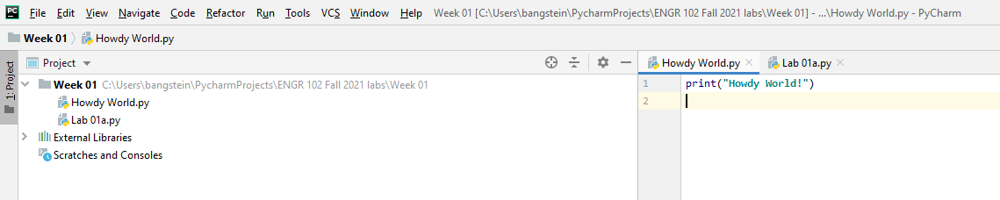 PC File Edit View Navigate Code Refactor Run Tools VCS Window Help Week 01 [C:\Users\bangstein\PycharmProjects\ENGR 102 Fall 2021 labs\Week 01] - ...\Howdy World.py - PyCharm
Week 01 Howdy World.py
1: Project
Project
Week 01 C:\Users\bangstein\PycharmProjects\ENGR 102 Fall 2021 labs\Week 01
Howdy World.py
Lab 01a.py
External Libraries
Scratches and Consoles
Howdy World.py Lab 01a.py
1 print("Howdy World!")
2